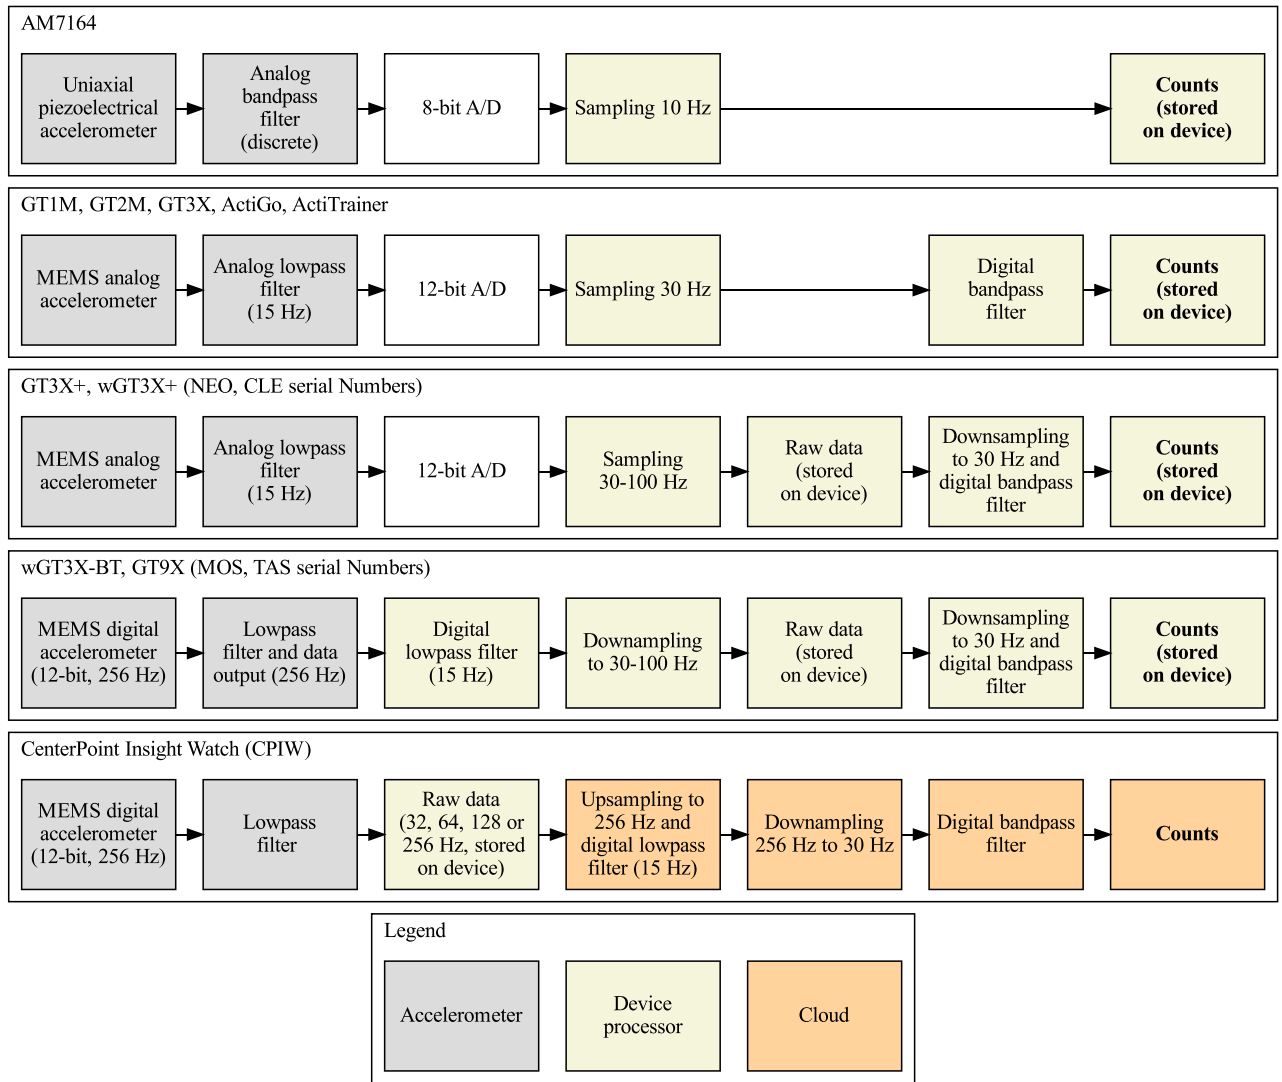 AM7164
Uniaxial
piezoelectrical
accelerometer
Analog
bandpass
filter
(discrete)
8-bit A/D
Sampling 10 Hz
Counts
(stored
on device)
GT1M, GT2M, GT3X, ActiGo, ActiTrainer
MEMS analog
accelerometer
Analog lowpass
filter
(15 Hz)
12-bit A/D
Sampling 30 Hz
Digital
bandpass
filter
Counts
(stored
on device)
GT3X+, wGT3X+ (NEO, CLE serial Numbers)
MEMS analog
accelerometer
Analog lowpass
filter
(15 Hz)
12-bit A/D
Sampling
30-100 Hz
Raw data
(stored
on device)
Downsampling
to 30 Hz and
digital bandpass
filter
Counts
(stored
on device)
wGT3X-BT, GT9X (MOS, TAS serial Numbers)
MEMS digital
accelerometer
(12-bit, 256 Hz)
Lowpass
filter and data
output (256 Hz)
Digital
lowpass filter
(15 Hz)
Downampling
to 30-100 Hz
Raw data
(stored
on device)
Downsampling
to 30 Hz and
digital bandpass
filter
Counts
(stored
on device)
CenterPoint Insight Watch (CPIW)
MEMS digital
accelerometer
(12-bit, 256 Hz)
Lowpass
filter
Raw data
(32, 64, 128 or
256 Hz, stored
on device)
Upsampling to
256 Hz and
digital lowpass
filter (15 Hz)
Downampling
256 Hz to 30 Hz
Digital bandpass
filter
Counts
Legend
Accelerometer
Device
processor
Cloud